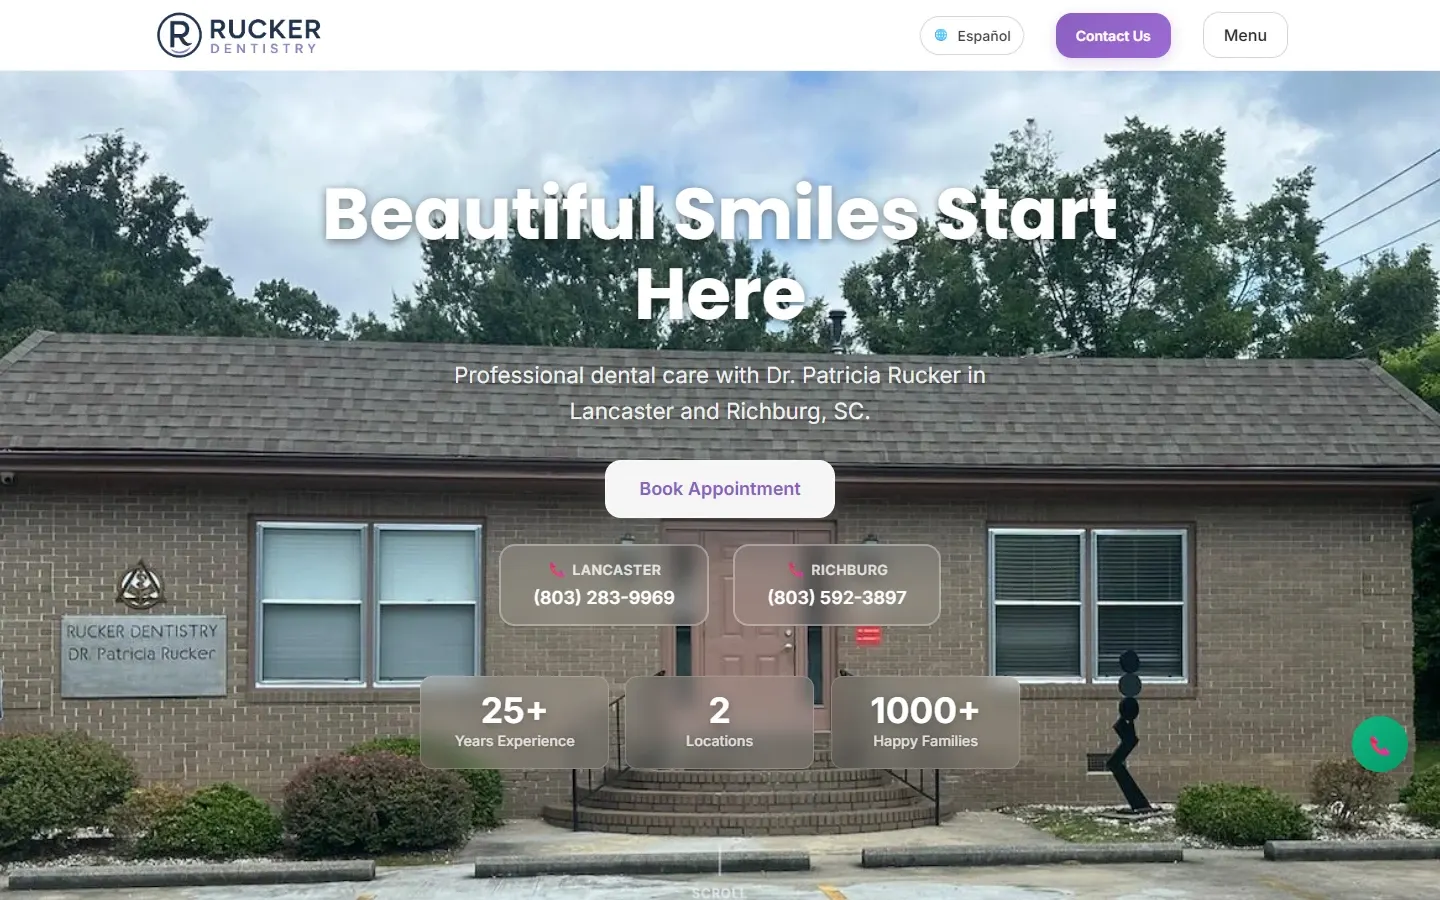 RUCKER
DENTISTRY
Español
Contact Us
Menu
Beautiful Smiles Start
Here
Professional dental care with Dr. Patricia Rucker in
Lancaster and Richburg, SC.
Book Appointment
LANCASTER
(803) 283-9969
RICHBURG
(803) 592-3897
RUCKER DENTISTRY
DR. Patricia Rucker
25+
Years Experience
2
Locations
1000+
Happy Families
SCROLL